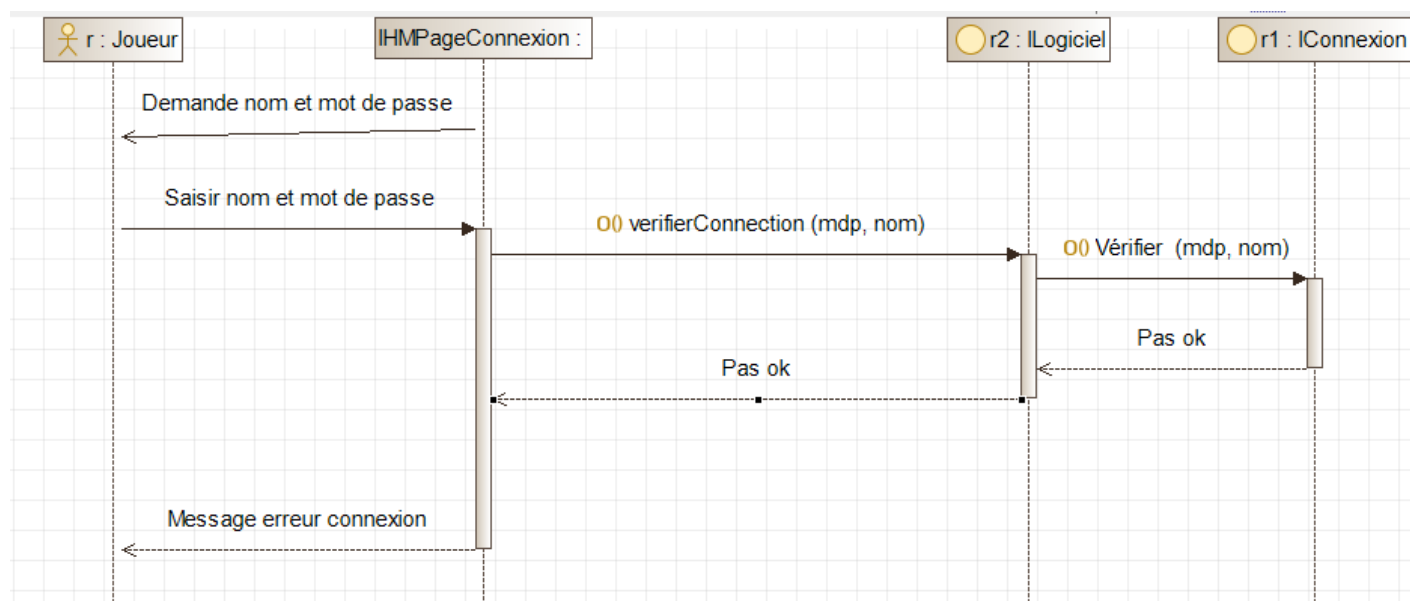 r : Joueur
IHMPageConnexion :
r2 : ILogiciel
r1 : IConnexion
Demande nom et mot de passe
Saisir nom et mot de passe
O() verifierConnection (mdp, nom)
O() Vérifier (mdp, nom)
Pas ok
Pas ok
Message erreur connexion